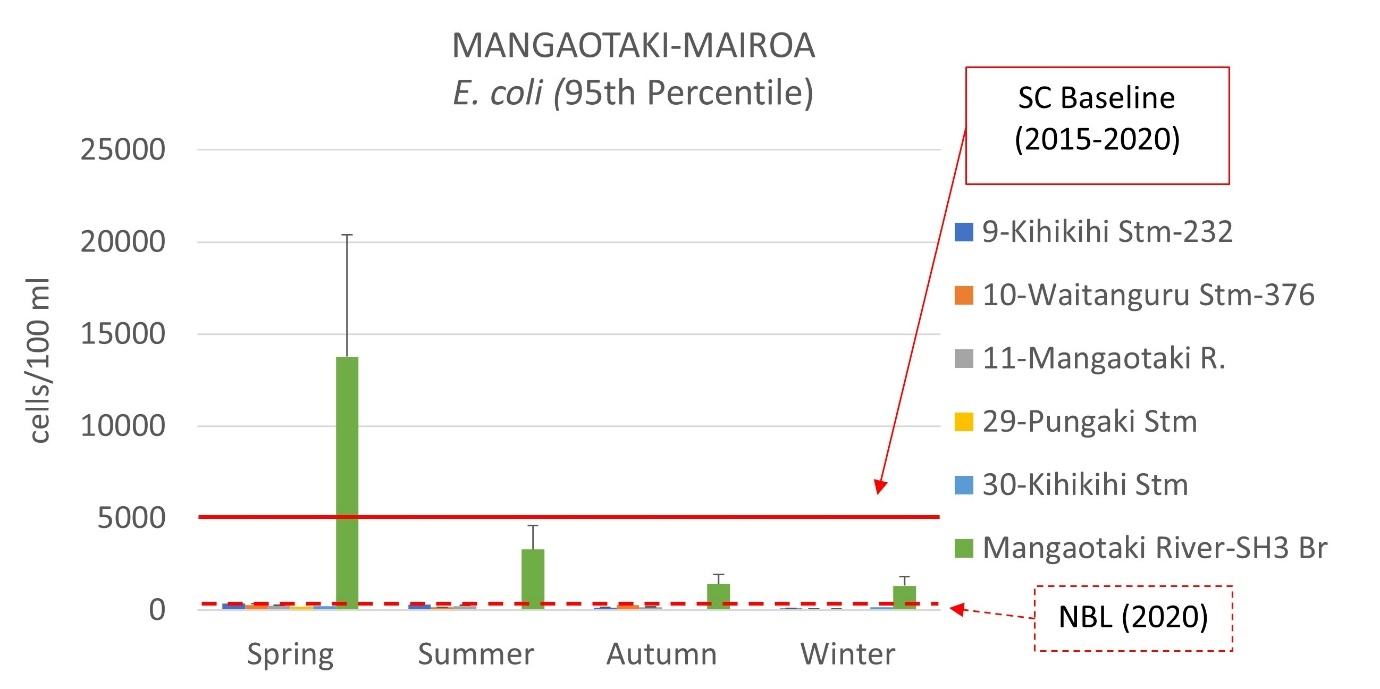 MANGAOTAKI-MAIROA
E. coli (95th Percentile)
SC Baseline
(2015-2020)
cells/100 ml
25000
20000
15000
10000
5000
0
Spring
Summer
Autumn
Winter
9-Kihikihi Stm-232
10-Waitanguru Stm-376
11-Mangaotaki R.
29-Pungaki Stm
30-Kihikihi Stm
Mangaotaki River-SH3 Br
NBL (2020)